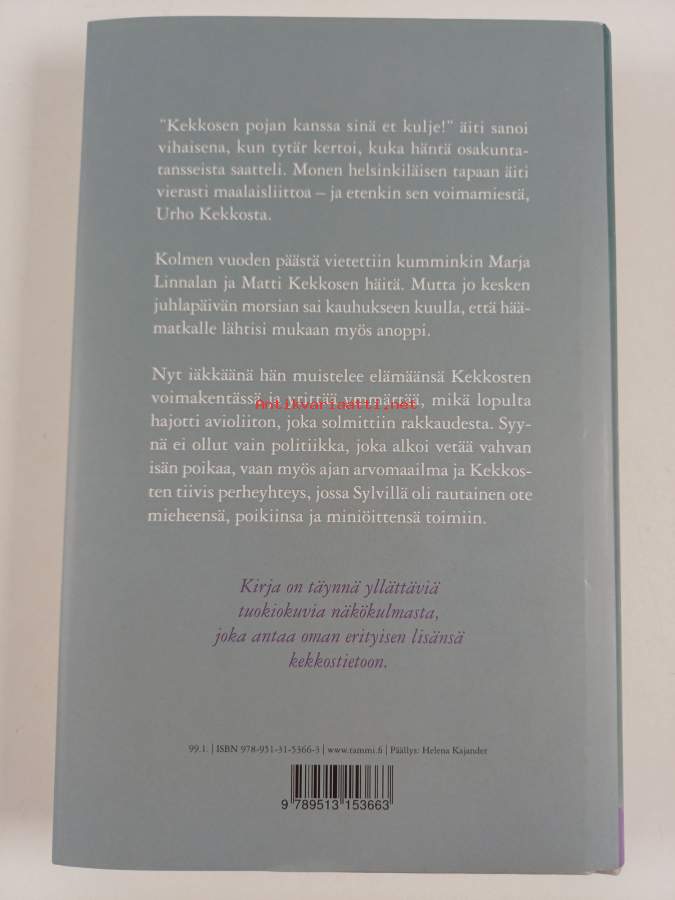 "Kekkosen pojan kanssa sinä et kulje!" äiti sanoi
vihaisena, kun tytär kertoi, kuka häntä osakunta-
tansseista saatteli. Monen helsinkiläisen tapaan äiti
vierasti maalaisliittoa – ja etenkin sen voimamiestä,
Urho Kekkosta.
Kolmen vuoden päästä vietettiin kumminkin Marja
Linnalan ja Matti Kekkosen häitä. Mutta jo kesken
juhlapäivän morsian sai kauhukseen kuulla, että hää-
matkalle lähtisi mukaan myös anoppi.
Nyt iäkkäänä hän muistelee elämäänsä Kekkosten
voimakentässä ja yrittää ymmärtää, mikä lopulta
Antikvariaatti.net
hajotti avioliiton, joka solmittiin rakkaudesta. Syy-
nä ei ollut vain politiikka, joka alkoi vetää vahvan
isän poikaa, vaan myös ajan arvomaailma ja Kekkos-
ten tiivis perheyhteys, jossa Sylvillä oli rautainen ote
mieheensä, poikiinsa ja miniöittensä toimiin.
Kirja on täynnä yllättäviä
tuokiokuvia näkökulmasta,
joka antaa oman erityisen lisänsä
kekkostietoon.
99.1. | ISBN 978-951-31-5366-3 | www.tammi.fi | Päällys: Helena Kajander
9 789513 153663